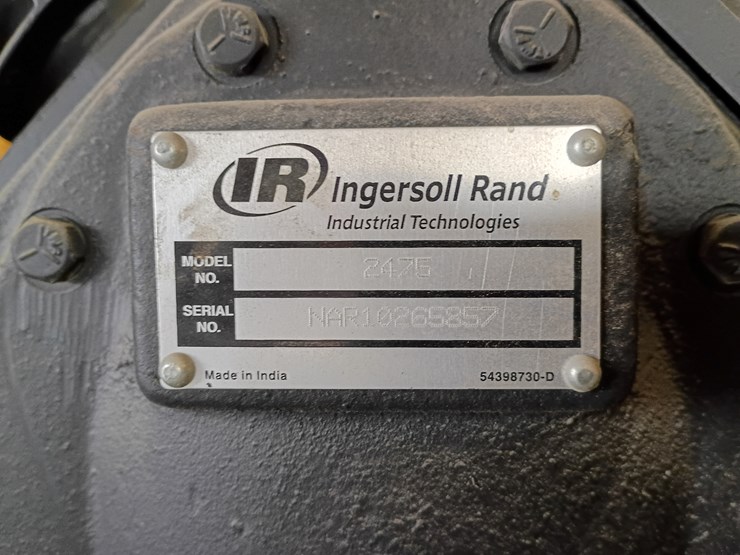 IR Ingersoll Rand
Industrial Technologies
MODEL NO. 2475
SERIAL NO. NAR10265857
Made in India
54398730-D